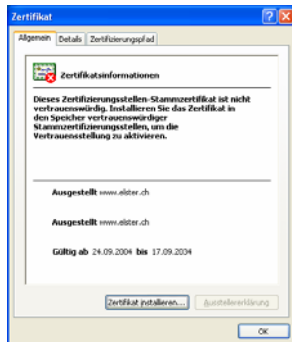 Zertifikat
Allgemein Details Zertifizierungspfad
Zertifikatsinformationen
Dieses Zertifizierungsstellen-Stammzertifikat ist nicht
vertrauenswürdig. Installieren Sie das Zertifikat in
den Speicher vertrauenswürdiger
Stammzertifizierungsstellen, um die
Vertrauensstellung zu aktivieren.
Ausgestellt www.elster.ch
Ausgestellt www.elster.ch
Gültig ab 24.09.2004 bis 17.09.2034
Zertifikat installieren... Ausstellererklärung
OK